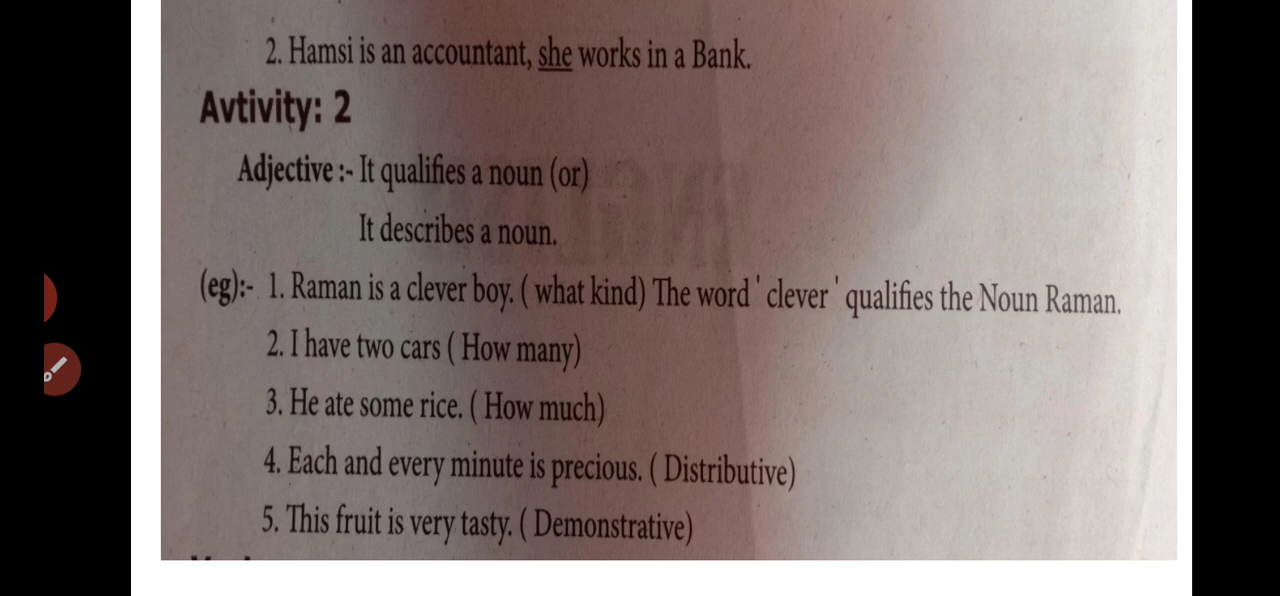 2. Hamsi is an accountant, she works in a Bank.
Avtivity: 2
Adjective :- It qualifies a noun (or)
It describes a noun.
(eg):- 1. Raman is a clever boy. ( what kind) The word ' clever ' qualifies the Noun Raman.
2. I have two cars ( How many)
3. He ate some rice. ( How much)
4. Each and every minute is precious. ( Distributive)
5. This fruit is very tasty. ( Demonstrative)